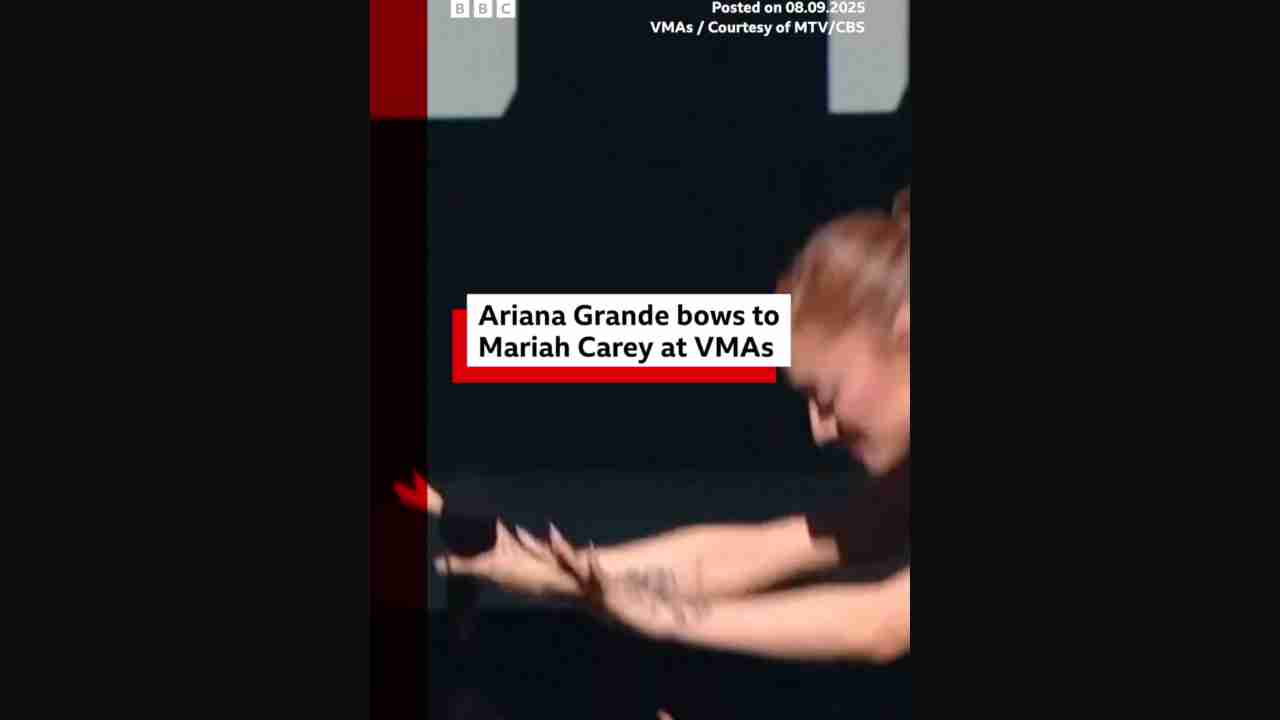 BBC
Posted on 08.09.2025
VMAs / Courtesy of MTV/CBS
Ariana Grande bows to
Mariah Carey at VMAs